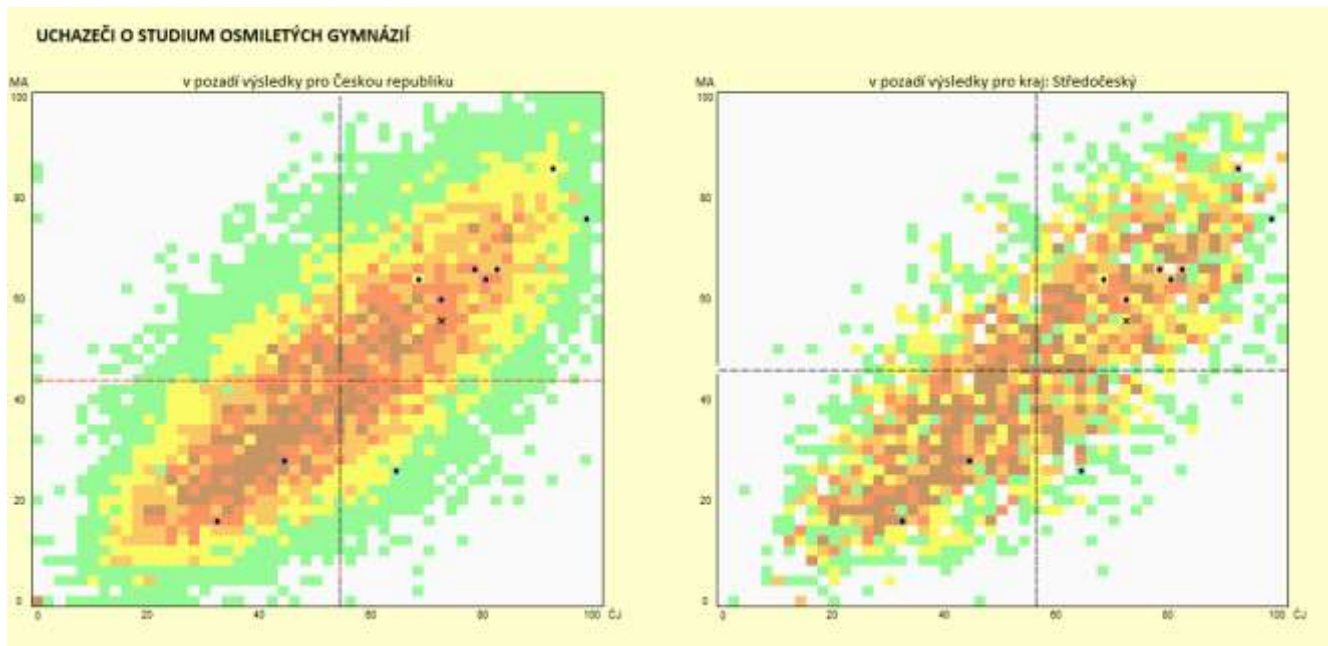 UCHAZEČI O STUDIUM OSMILETÝCH GYMNÁZIÍ
MA
v pozadí výsledky pro Českou republiku
100
80
60
40
20
0
0 20 40 60 80 100 ČJ
MA
v pozadí výsledky pro kraj: Středočeský
100
80
60
40
20
0
0 20 40 60 80 100 ČJ